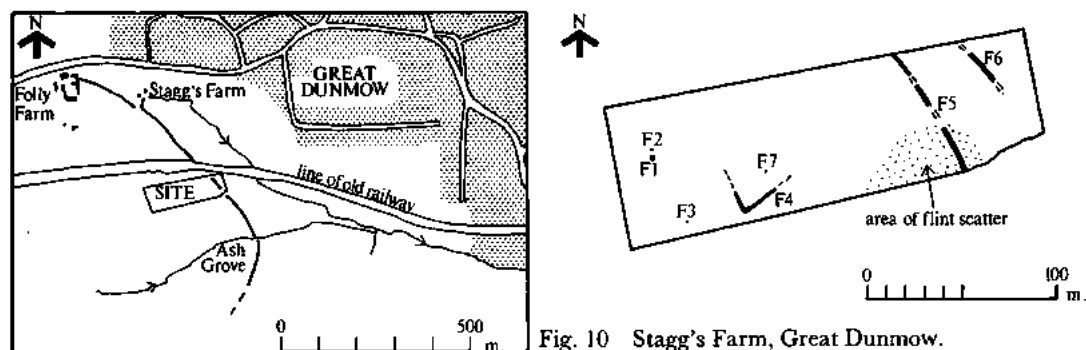 N
GREAT
DUNMOW
Folly
Farm
Stagg's Farm
line of old railway
SITE
Ash
Grove
0 500
m
N
F6
F5
F2
F1
F7
F4
F3
area of flint scatter
0 100
m.
Fig. 10 Stagg's Farm, Great Dunmow.